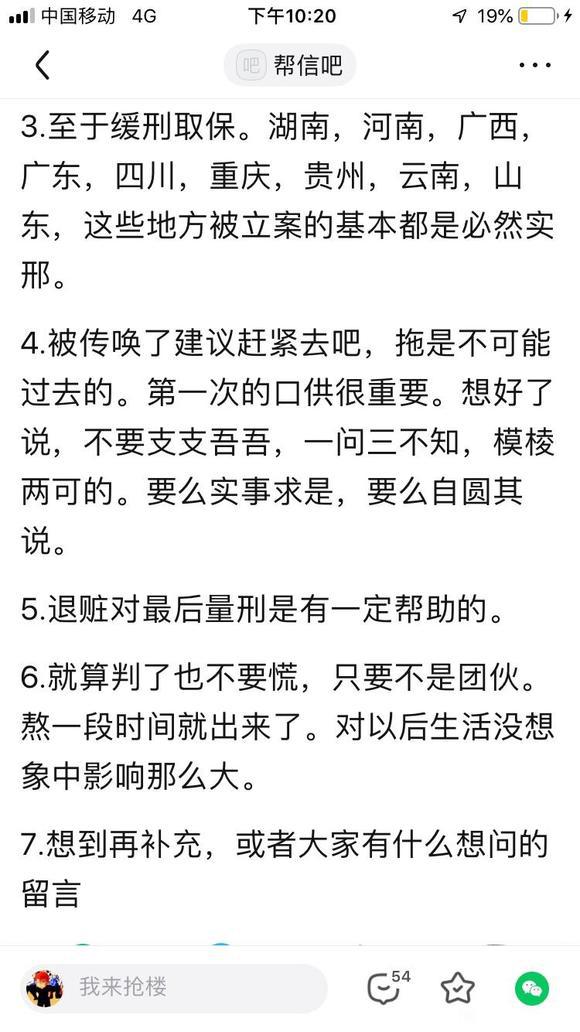 中国移动 4G 下午10:20 19%
吧 帮信吧
3.至于缓刑取保。湖南，河南，广西，
广东，四川，重庆，贵州，云南，山
东，这些地方被立案的基本都是必然实
邢。
4.被传唤了建议赶紧去吧，拖是不可能
过去的。第一次的口供很重要。想好了
说，不要支支吾吾，一问三不知，模棱
两可的。要么实事求是，要么自圆其
说。
5.退赃对最后量刑是有一定帮助的。
6.就算判了也不要慌，只要不是团伙。
熬一段时间就出来了。对以后生活没想
象中影响那么大。
7.想到再补充，或者大家有什么想问的
留言
我来抢楼 54